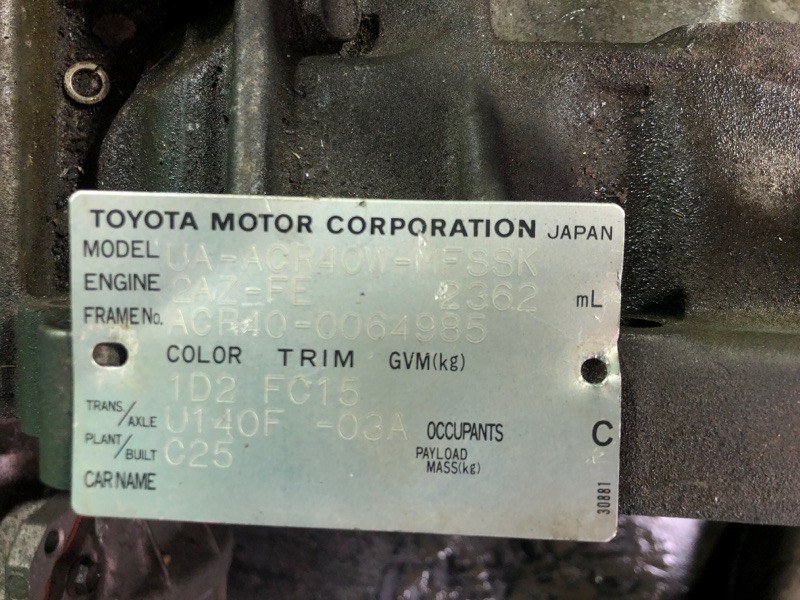 TOYOTA MOTOR CORPORATION JAPAN
MODEL UA-ACR40W- FSSK
ENGINE 2AZ-FE 2362 mL
FRAME No. ACR40-0064985
COLOR TRIM GVM(kg)
1D2 FC15
TRANS./AXLE U140F -03A OCCUPANTS C
PLANT/BUILT C25 PAYLOAD MASS(kg)
CAR NAME
30881